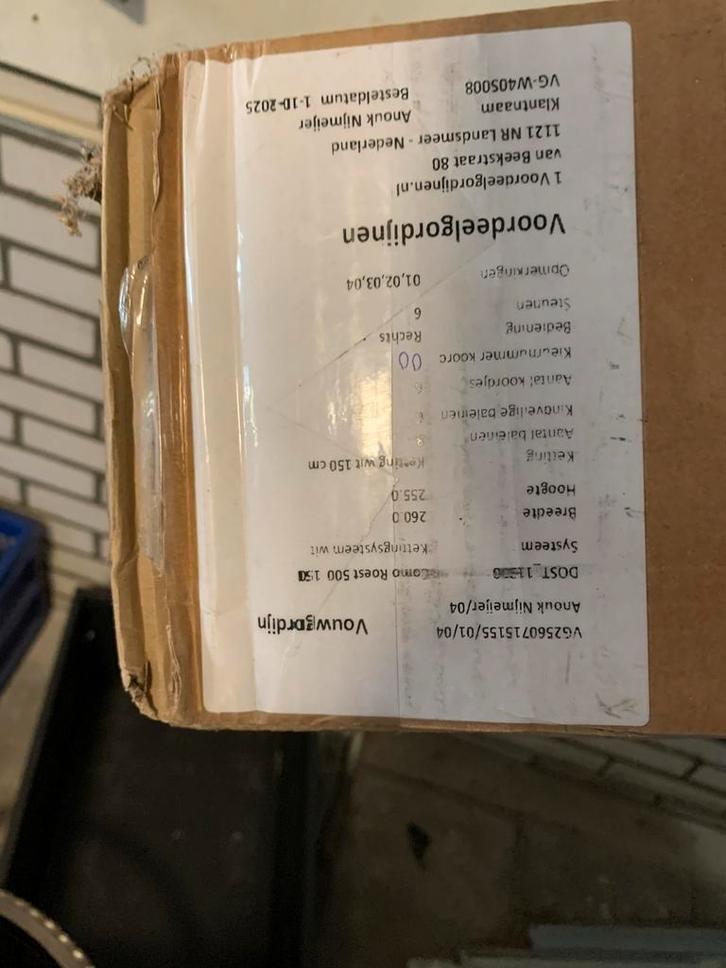 VG2560715155/01/04 Vouwgordijn
Anouk Nijmeijer/04
Como Roest 500
Systeem Kettingsysteem wit
Breedte 260.0
Hoogte 255.0
Ketting Ketting wit 150 cm
Aantal baleinen
Kindveilige baleinen
Aantal koordjes
Kleurnummer koord 00
Bediening Rechts
Steunen 6
Opmerkingen 01,02,03,04
Voordeelgordijnen
1 Voordeelgordijnen.nl
van Beekstraat 80
1121 NR Landsmeer - Nederland
Klantnaam Anouk Nijmeijer
VG-W405008 Besteldatum 1-10-2025